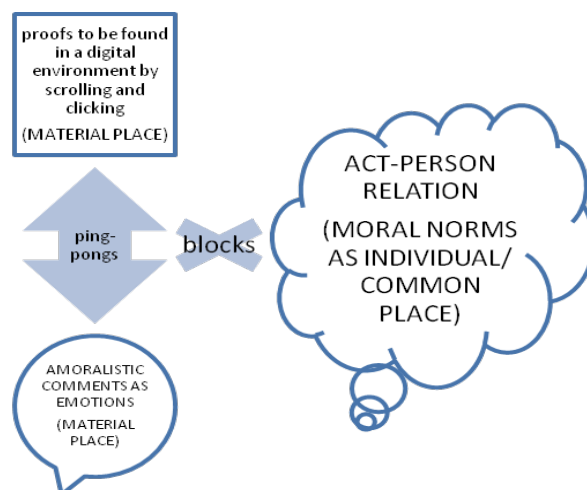 proofs to be found
in a digital
environment by
scrolling and
clicking
(MATERIAL PLACE)
ping-
pongs
blocks
ACT-PERSON
RELATION
(MORAL NORMS
AS INDIVIDUAL/
COMMON
PLACE)
AMORALISTIC
COMMENTS AS
EMOTIONS
(MATERIAL
PLACE)